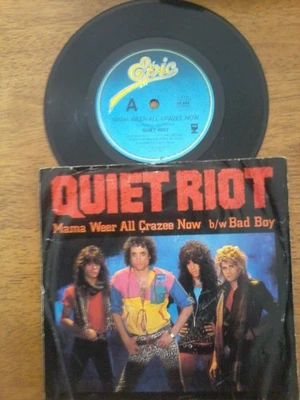 Epic
A
MAMA WEER ALL CRAZEE NOW
QUIET RIOT
QUIET RIOT
Mama Weer All Crazee Now b/w Bad Boy